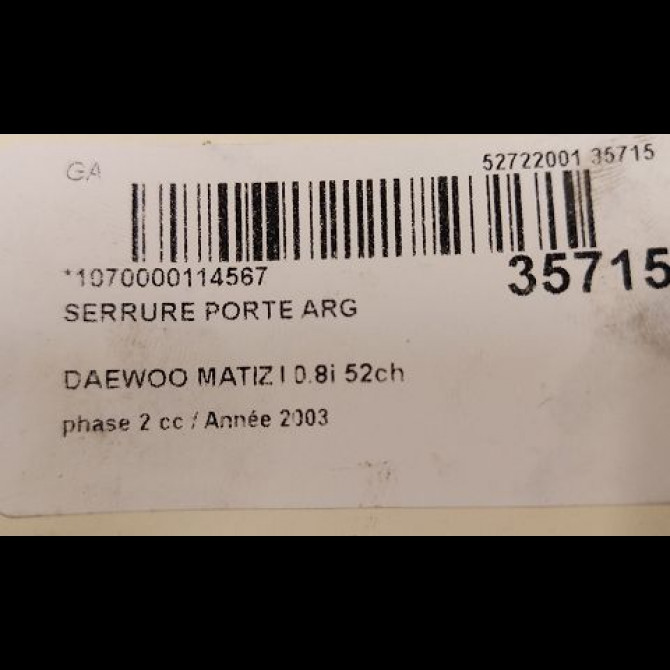 GA
52722001 35715
*1070000114567
35715
SERRURE PORTE ARG
DAEWOO MATIZ I 0.8i 52ch
phase 2 cc / Année 2003